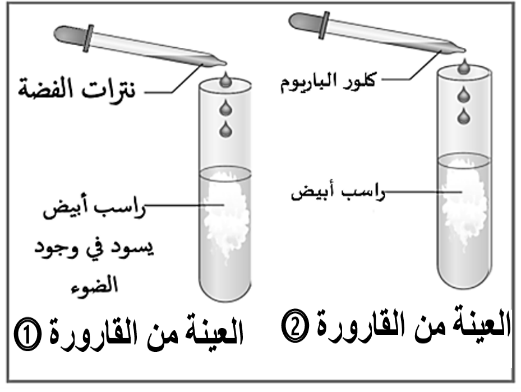 كلور الباريوم
راسب أبيض
العينة من القارورة ②
نترات الفضة
راسب أبيض
يسود في وجود
الضوء
العينة من القارورة ①